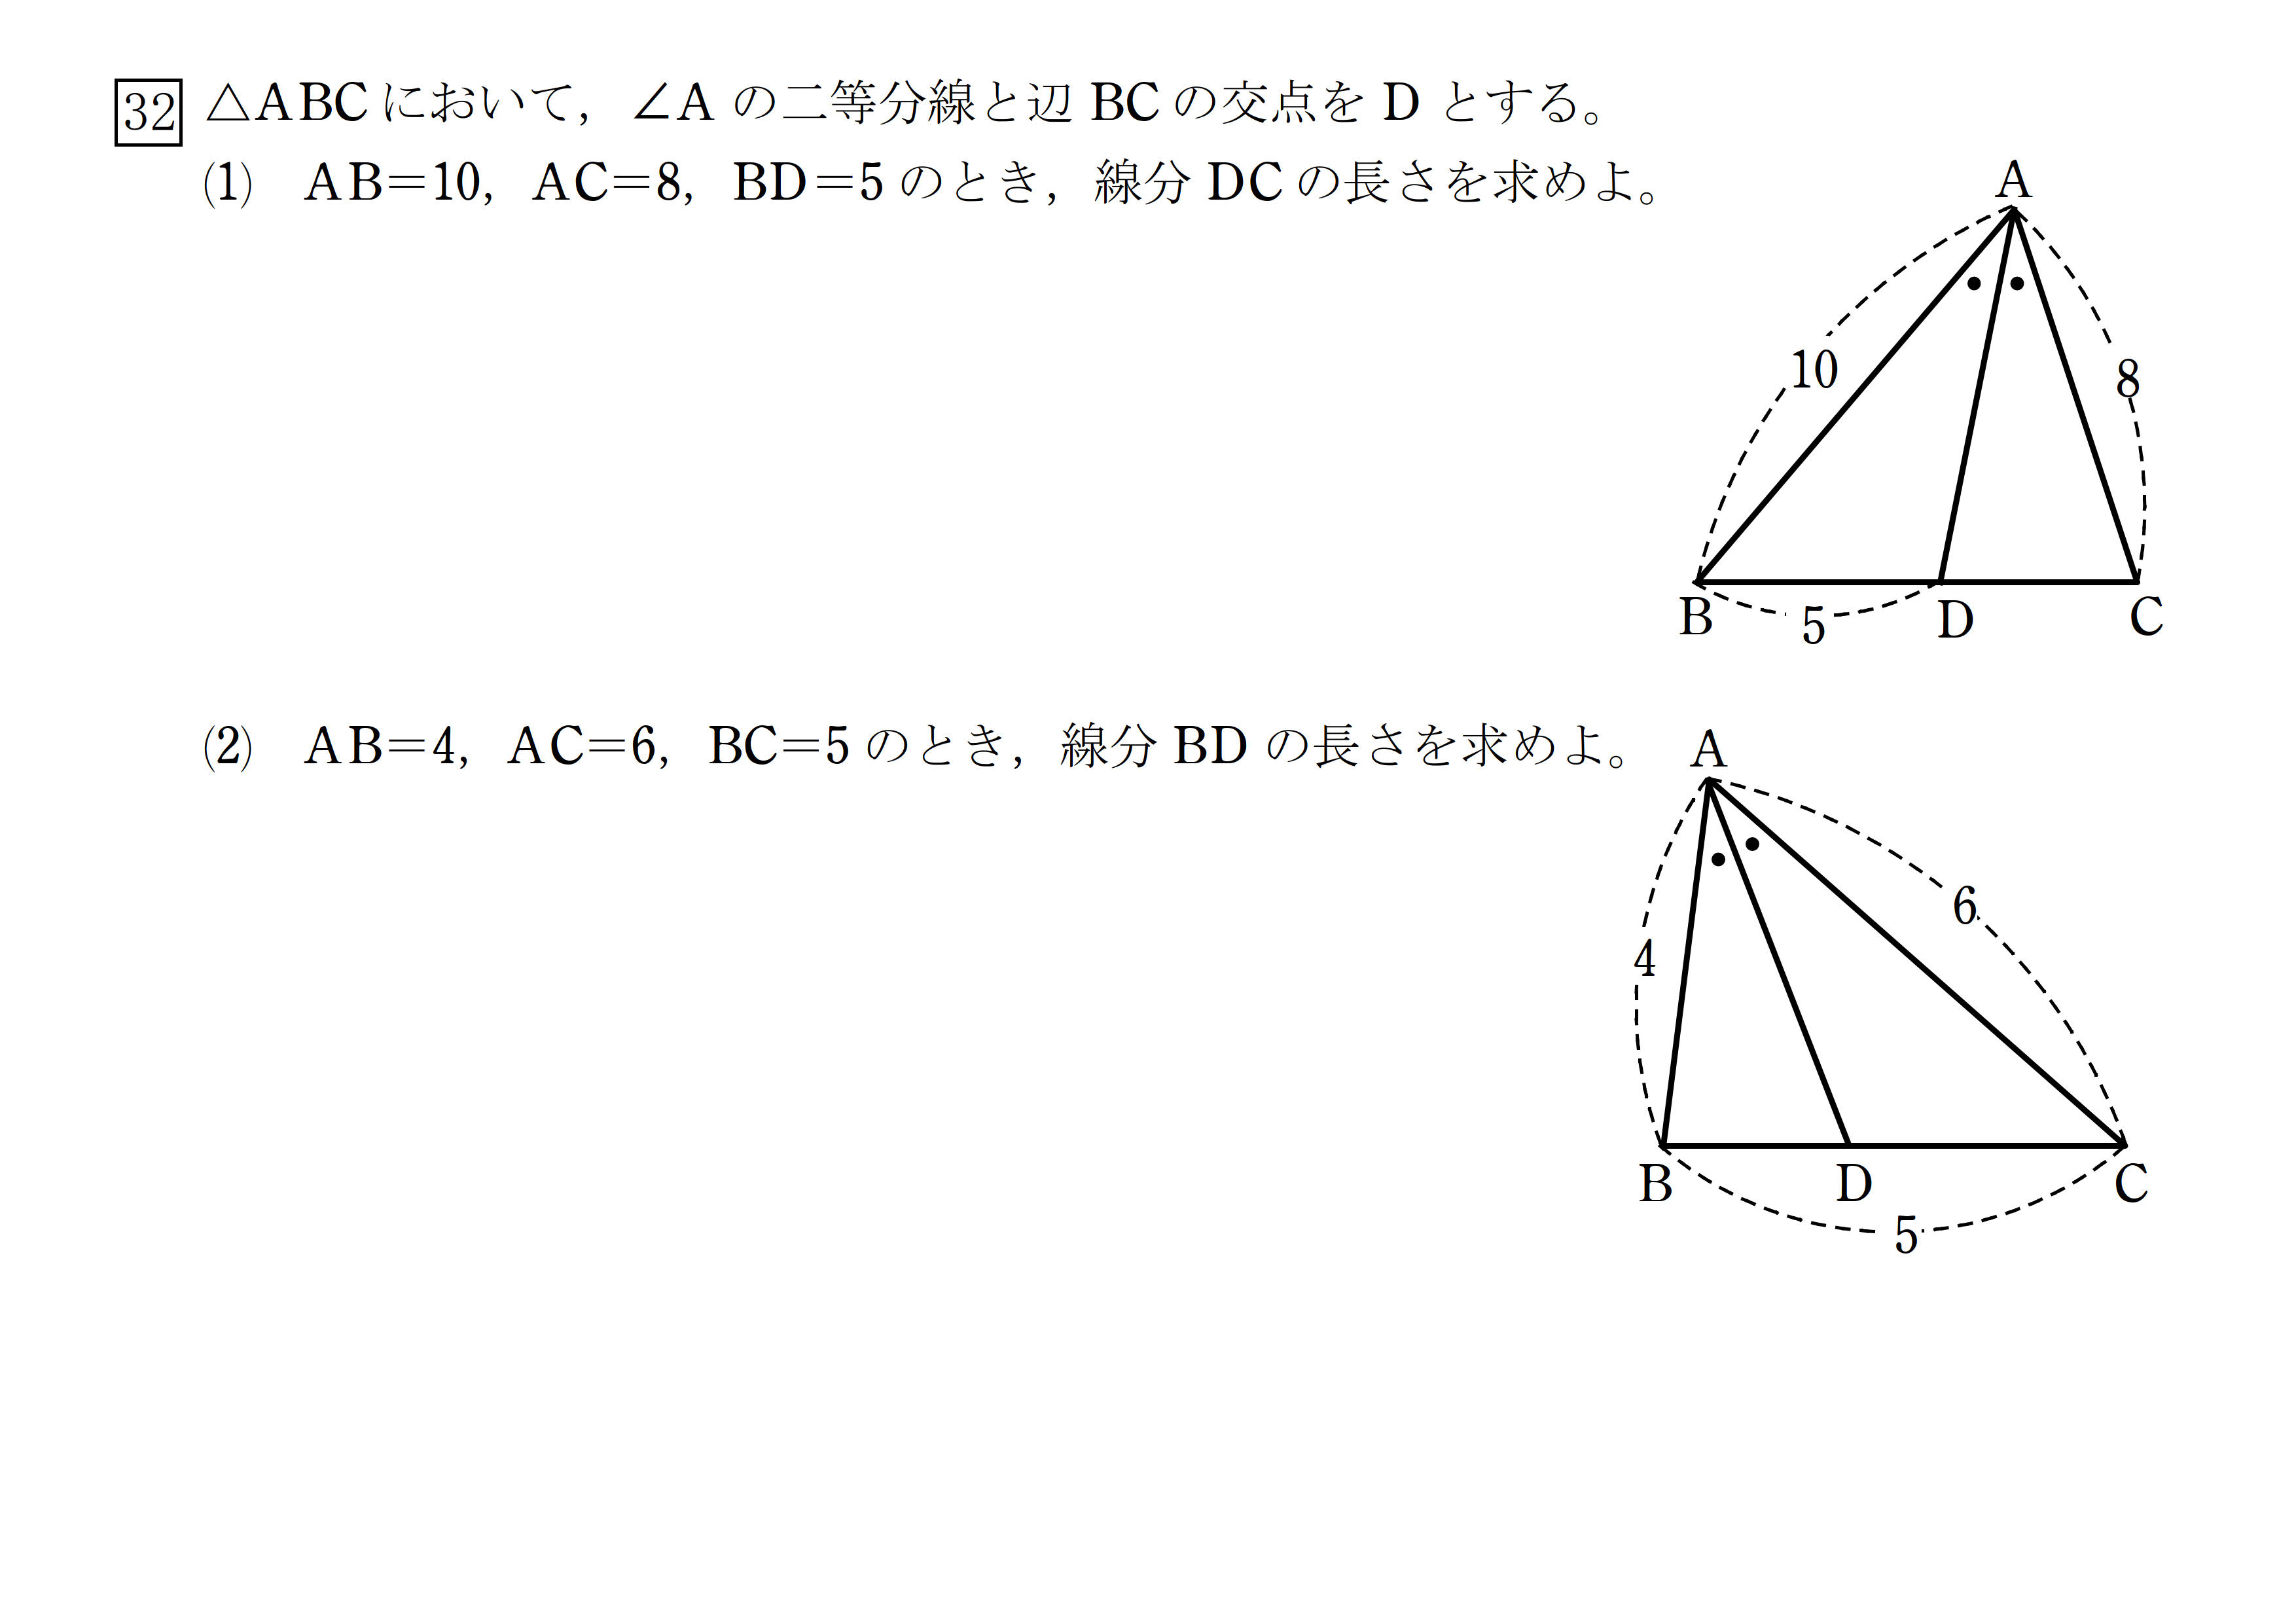 32 △ABCにおいて，∠Aの二等分線と辺BCの交点をDとする。
(1) AB=10，AC=8，BD=5のとき，線分DCの長さを求めよ。
A
10
8
B
5
D
C
(2) AB=4，AC=6，BC=5のとき，線分BDの長さを求めよ。
A
6
4
B
D
C
5